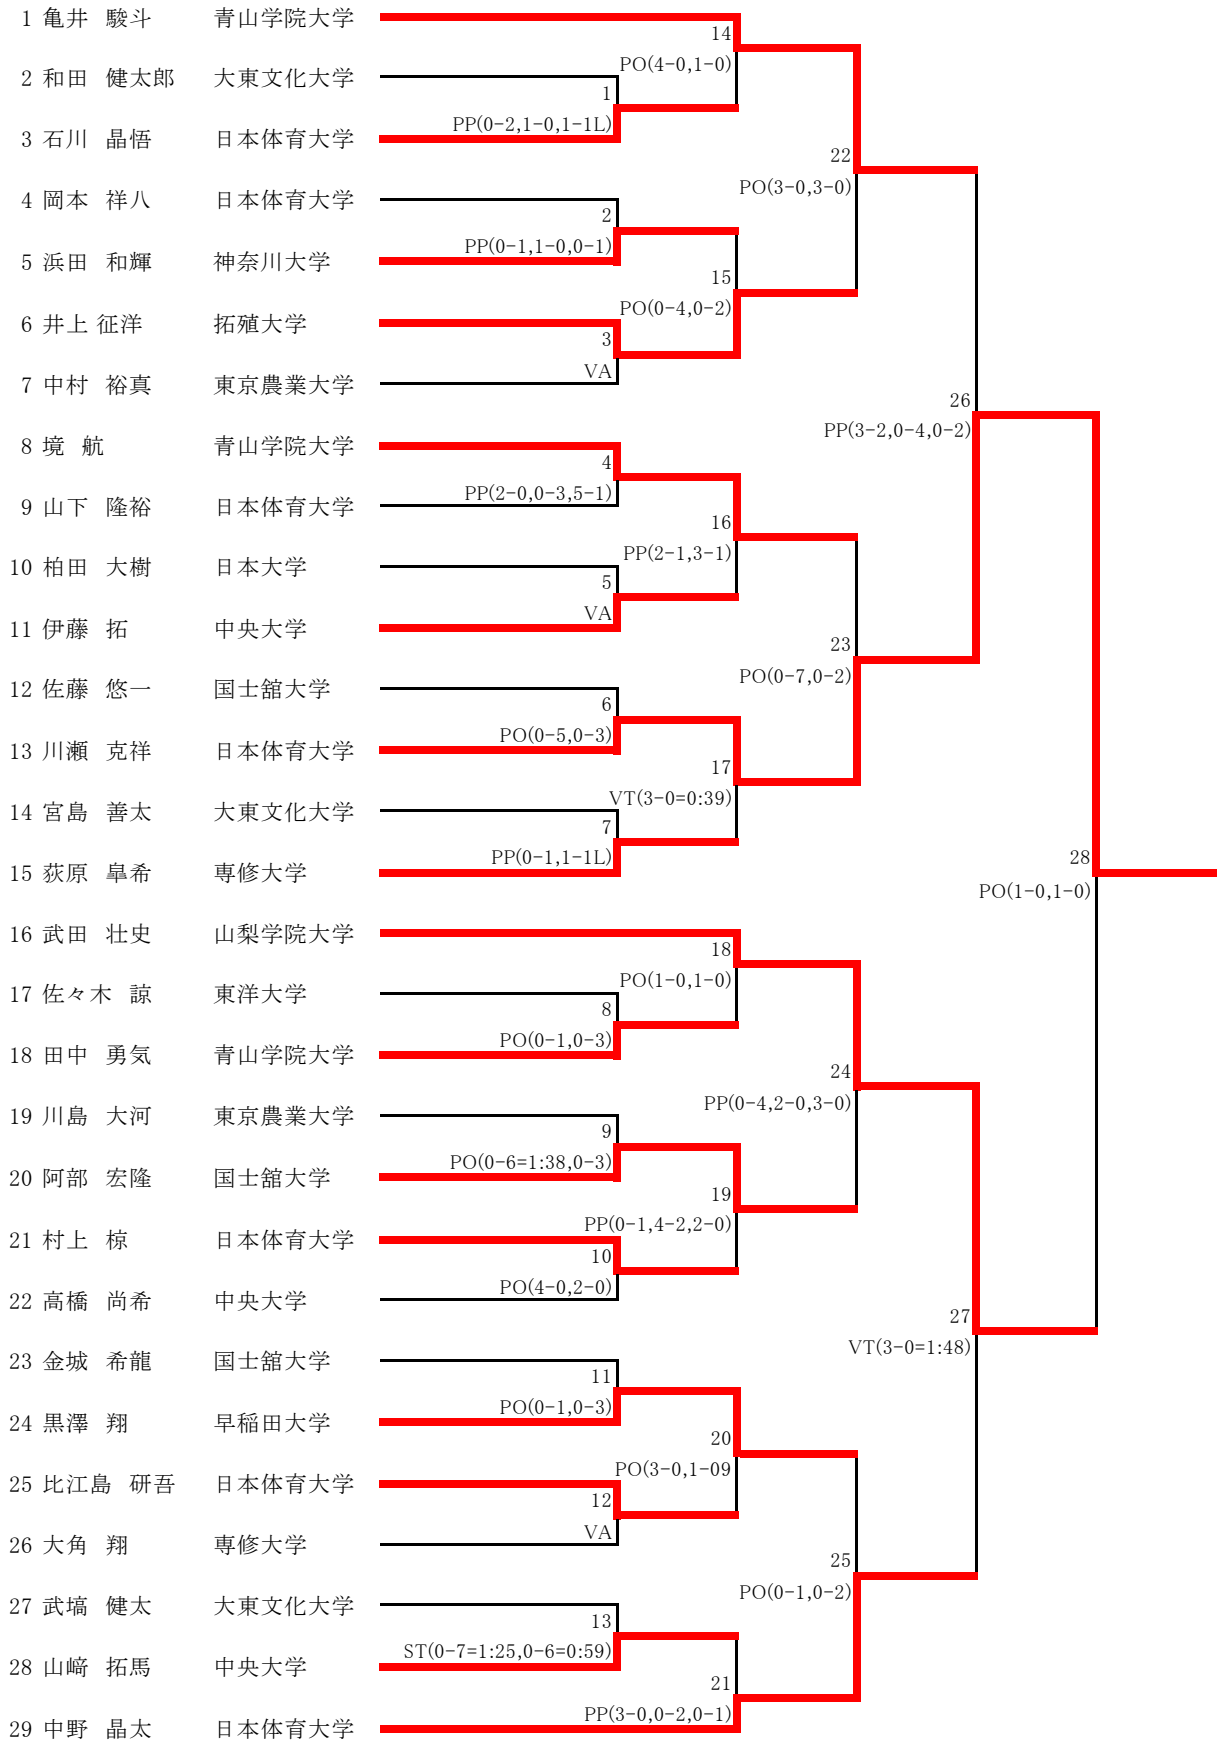 1 亀井 駿斗 青山学院大学
14
PO(4-0,1-0)
2 和田 健太郎 大東文化大学
1
PP(0-2,1-0,1-1L)
3 石川 晶悟 日本体育大学
22
PO(3-0,3-0)
4 岡本 祥八 日本体育大学
2
PP(0-1,1-0,0-1)
5 浜田 和輝 神奈川大学
15
PO(0-4,0-2)
6 井上 征洋 拓殖大学
3
VA
7 中村 裕真 東京農業大学
26
PP(3-2,0-4,0-2)
8 境 航 青山学院大学
4
PP(2-0,0-3,5-1)
9 山下 隆裕 日本体育大学
16
PP(2-1,3-1)
10 柏田 大樹 日本大学
5
VA
11 伊藤 拓 中央大学
23
PO(0-7,0-2)
12 佐藤 悠一 国士舘大学
6
PO(0-5,0-3)
13 川瀬 克祥 日本体育大学
17
VT(3-0=0:39)
14 宮島 善太 大東文化大学
7
PP(0-1,1-1L)
15 荻原 皐希 専修大学
28
PO(1-0,1-0)
16 武田 壮史 山梨学院大学
18
PO(1-0,1-0)
17 佐々木 諒 東洋大学
8
PO(0-1,0-3)
18 田中 勇気 青山学院大学
24
PP(0-4,2-0,3-0)
19 川島 大河 東京農業大学
9
PO(0-6=1:38,0-3)
20 阿部 宏隆 国士舘大学
19
PP(0-1,4-2,2-0)
21 村上 椋 日本体育大学
10
PO(4-0,2-0)
22 高橋 尚希 中央大学
27
VT(3-0=1:48)
23 金城 希龍 国士舘大学
11
PO(0-1,0-3)
24 黒澤 翔 早稲田大学
20
PO(3-0,1-09
25 比江島 研吾 日本体育大学
12
VA
26 大角 翔 専修大学
25
PO(0-1,0-2)
27 武塙 健太 大東文化大学
13
ST(0-7=1:25,0-6=0:59)
28 山﨑 拓馬 中央大学
21
PP(3-0,0-2,0-1)
29 中野 晶太 日本体育大学